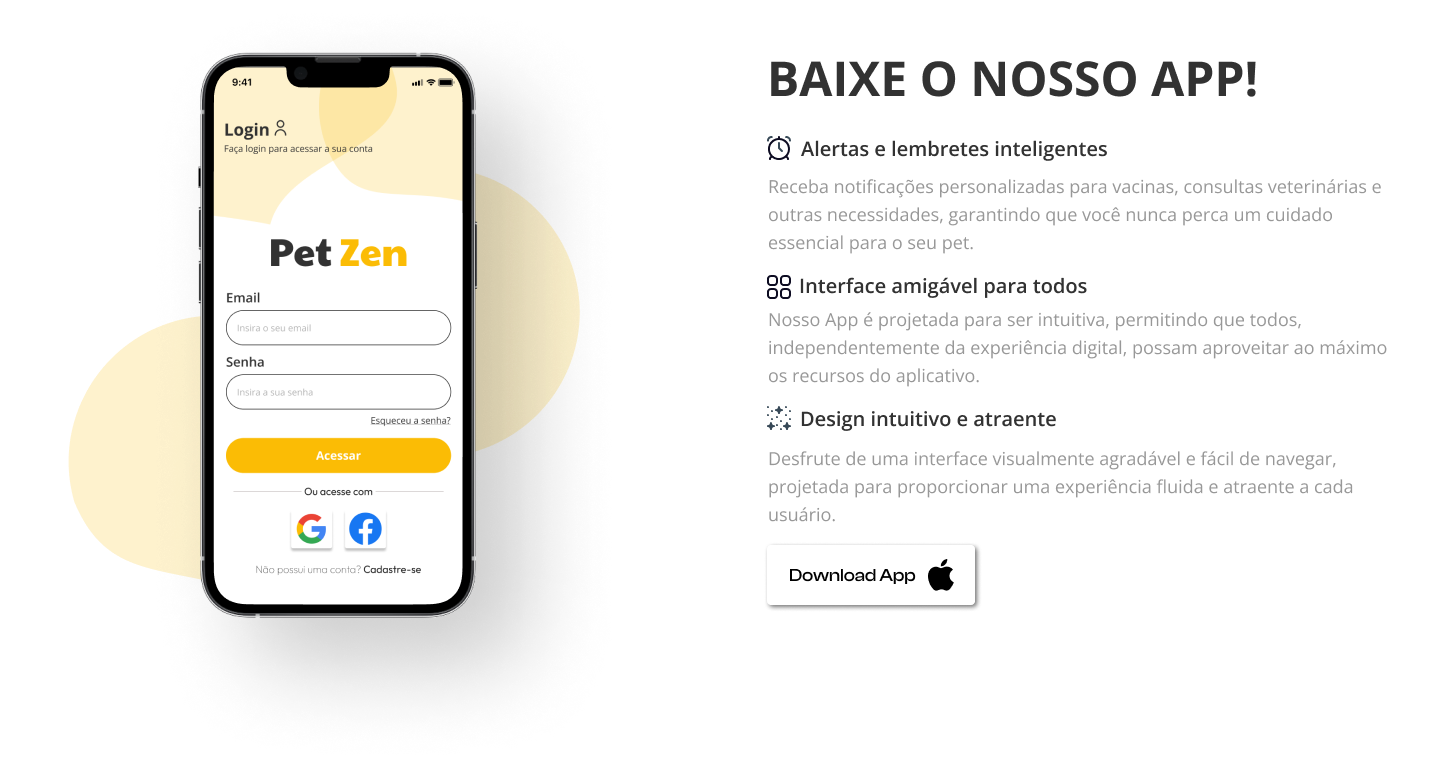 9:41
Login
Faça login para acessar a sua conta
Pet Zen
Email
Insira o seu email
Senha
Insira a sua senha
Esqueceu a senha?
Acessar
Ou acesse com
Não possui uma conta? Cadastre-se
BAIXE O NOSSO APP!
Alertas e lembretes inteligentes
Receba notificações personalizadas para vacinas, consultas veterinárias e
outras necessidades, garantindo que você nunca perca um cuidado
essencial para o seu pet.
Interface amigável para todos
Nosso App é projetada para ser intuitiva, permitindo que todos,
independentemente da experiência digital, possam aproveitar ao máximo
os recursos do aplicativo.
Design intuitivo e atraente
Desfrute de uma interface visualmente agradável e fácil de navegar,
projetada para proporcionar uma experiência fluida e atraente a cada
usuário.
Download App